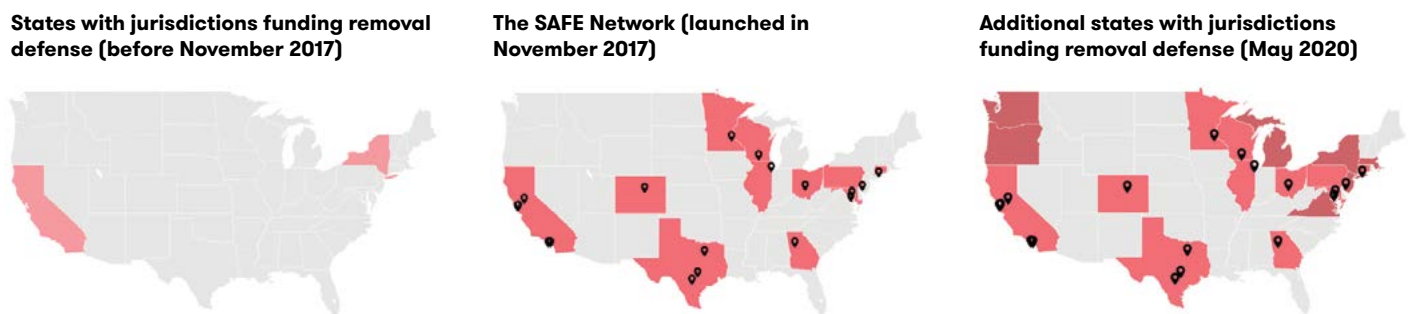 States with jurisdictions funding removal
defense (before November 2017)
The SAFE Network (launched in
November 2017)
Additional states with jurisdictions
funding removal defense (May 2020)